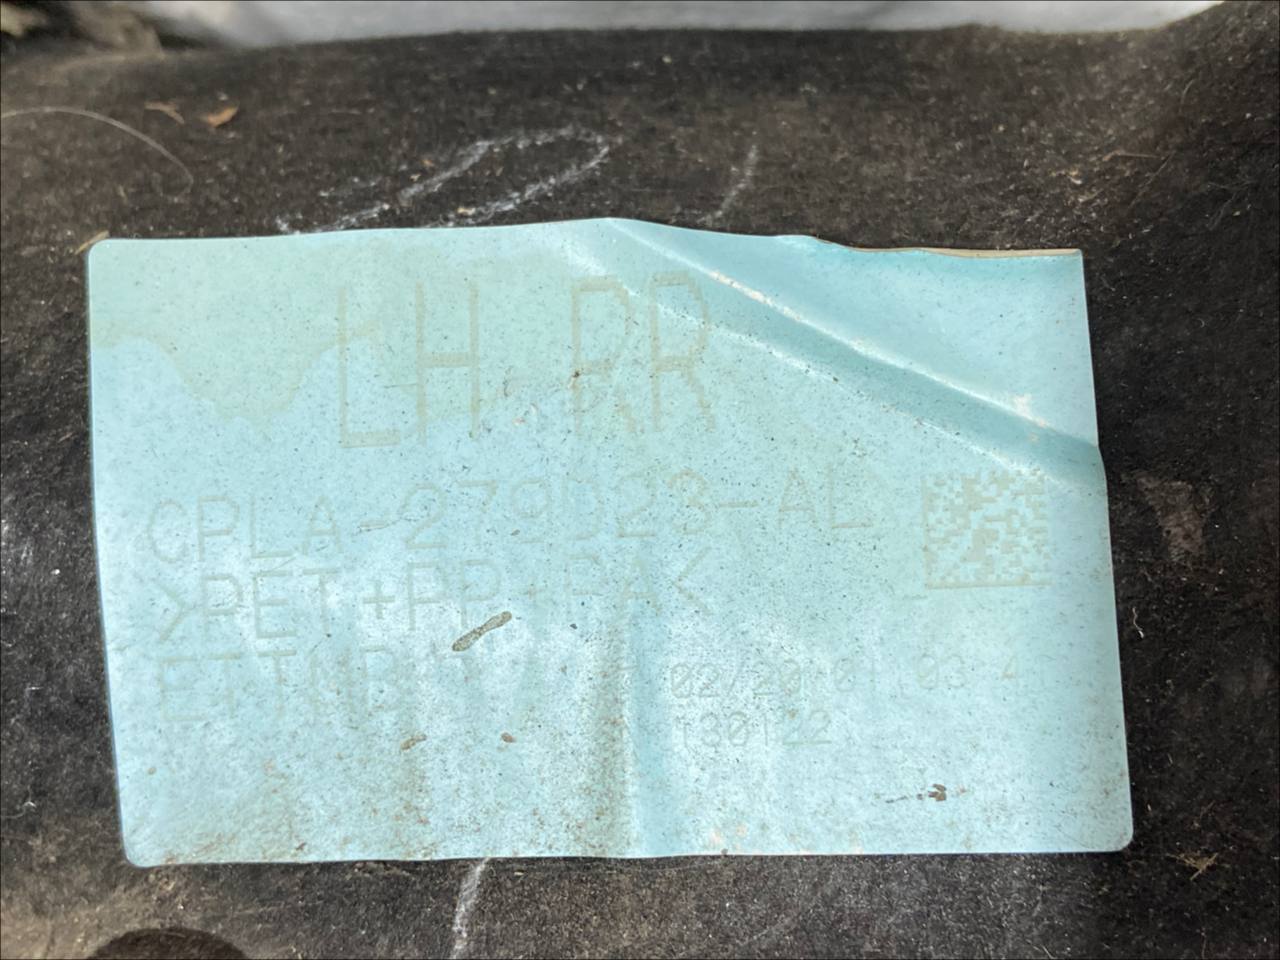 LH RR
CPLA-279D23-AL
>PET+PP+PA<
02/20 01 03 4
130122